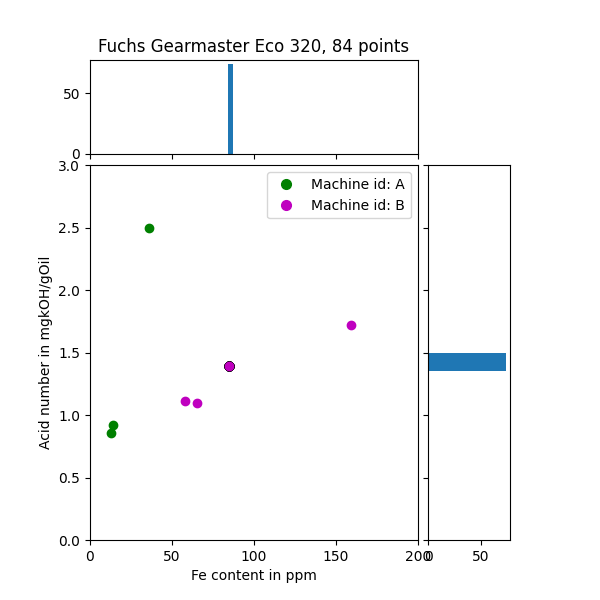 Fuchs Gearmaster Eco 320, 84 points
50
0
3.0
2.5
2.0
1.5
1.0
0.5
0.0
Acid number in mgkOH/gOil
Machine id: A
Machine id: B
0 50 100 150 200
0 50
Fe content in ppm